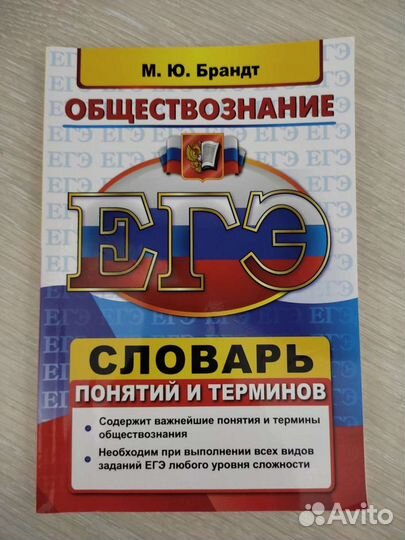 М. Ю. Брандт
ОБЩЕСТВОЗНАНИЕ
ЕГЭ
СЛОВАРЬ
ПОНЯТИЙ И ТЕРМИНОВ
• Содержит важнейшие понятия и термины
обществознания
• Необходим при выполнении всех видов
заданий ЕГЭ любого уровня сложности
Avito